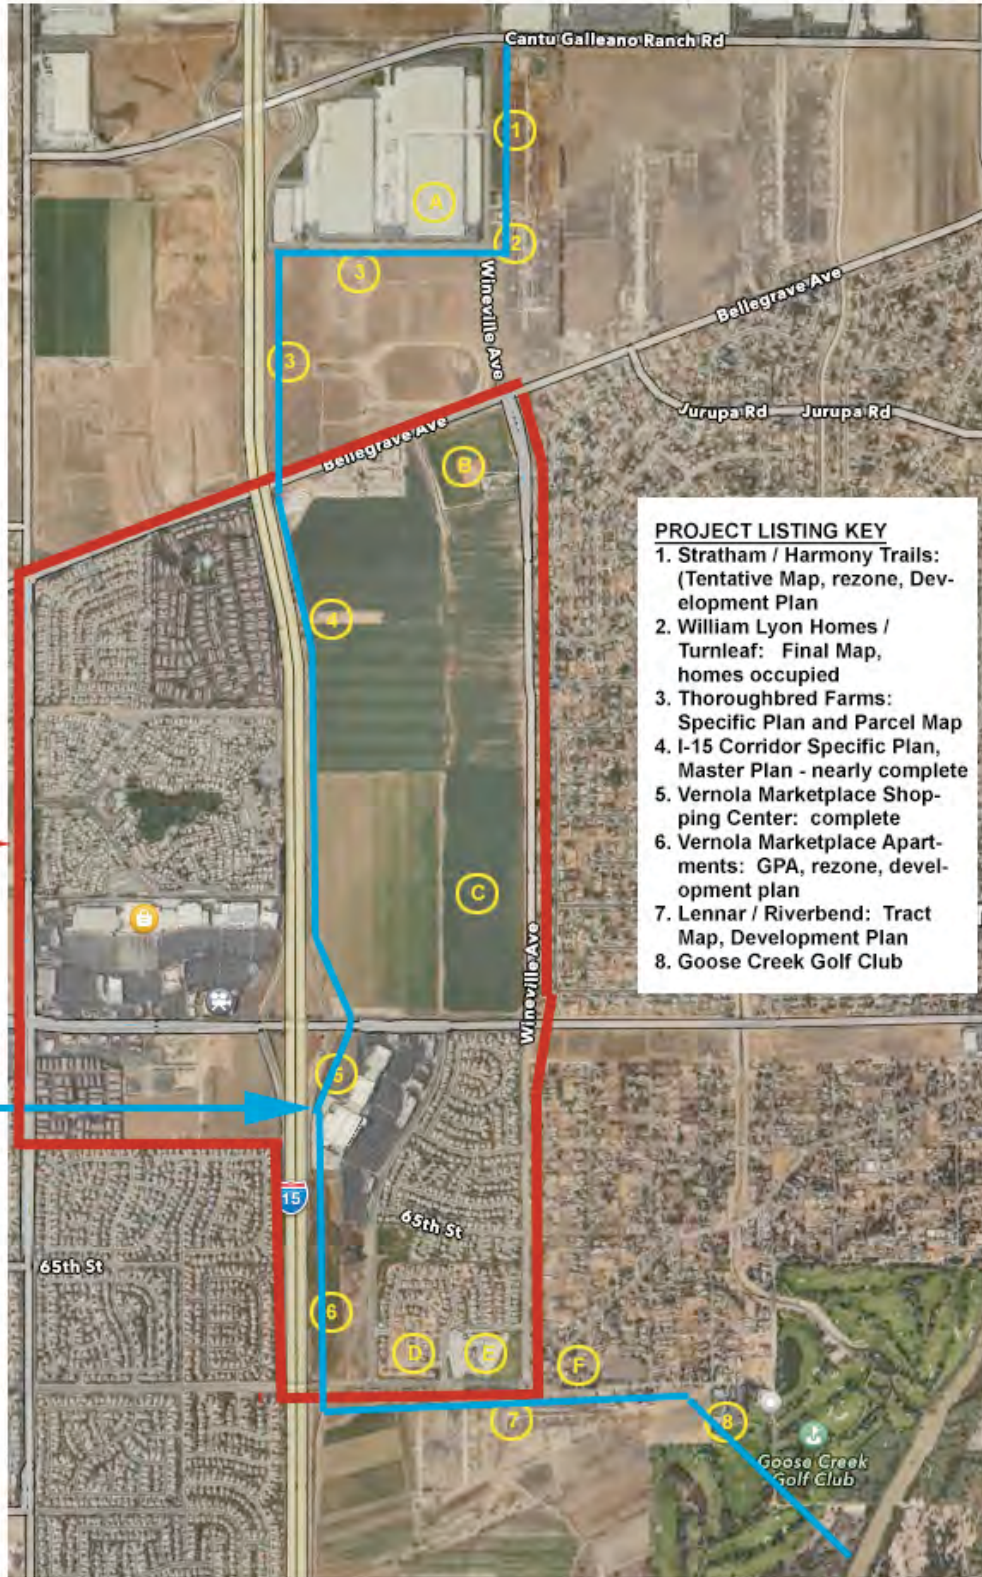 Cantu Galleano Ranch Rd
1
A
2
3
Wineville Ave
Bellegrave Ave
3
Jurupa Rd
Jurupa Rd
Bellegrave Ave
B
PROJECT LISTING KEY
1. Stratham / Harmony Trails:
(Tentative Map, rezone, Dev-
elopment Plan
2. William Lyon Homes /
Turnleaf: Final Map,
homes occupied
3. Thoroughbred Farms:
Specific Plan and Parcel Map
4. I-15 Corridor Specific Plan,
Master Plan - nearly complete
5. Vernola Marketplace Shop-
ping Center: complete
6. Vernola Marketplace Apart-
ments: GPA, rezone, devel-
opment plan
7. Lennar / Riverbend: Tract
Map, Development Plan
8. Goose Creek Golf Club
4
C
Wineville Ave
5
15
65th St
65th St
6
D
E
F
7
8
Goose Creek
Golf Club